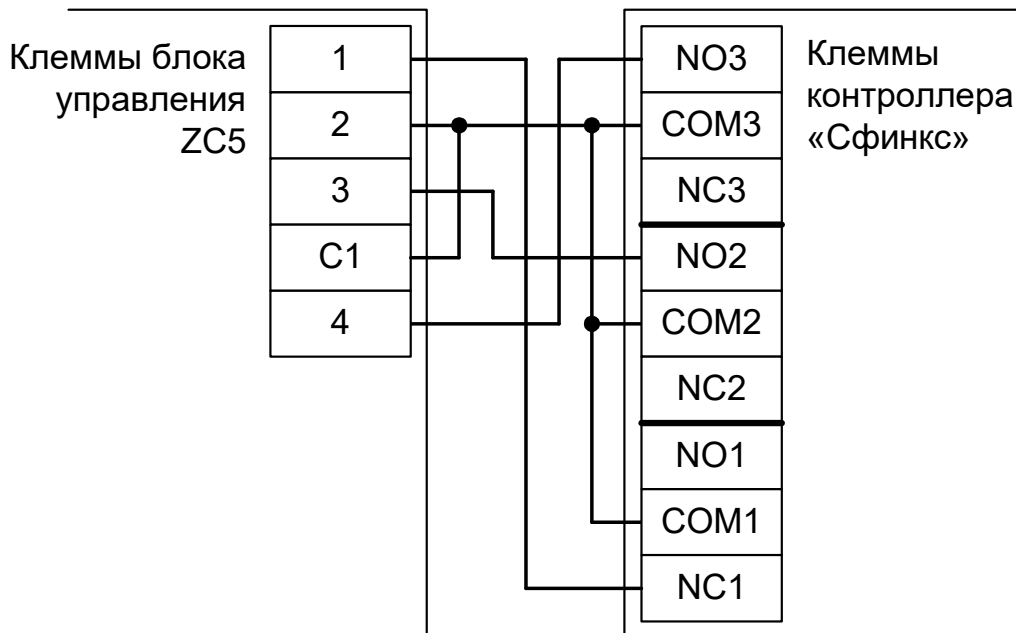 Клеммы блока
управления
ZC5
1
2
3
C1
4
NO3
COM3
NC3
NO2
COM2
NC2
NO1
COM1
NC1
Клеммы
контроллера
«Сфинкс»